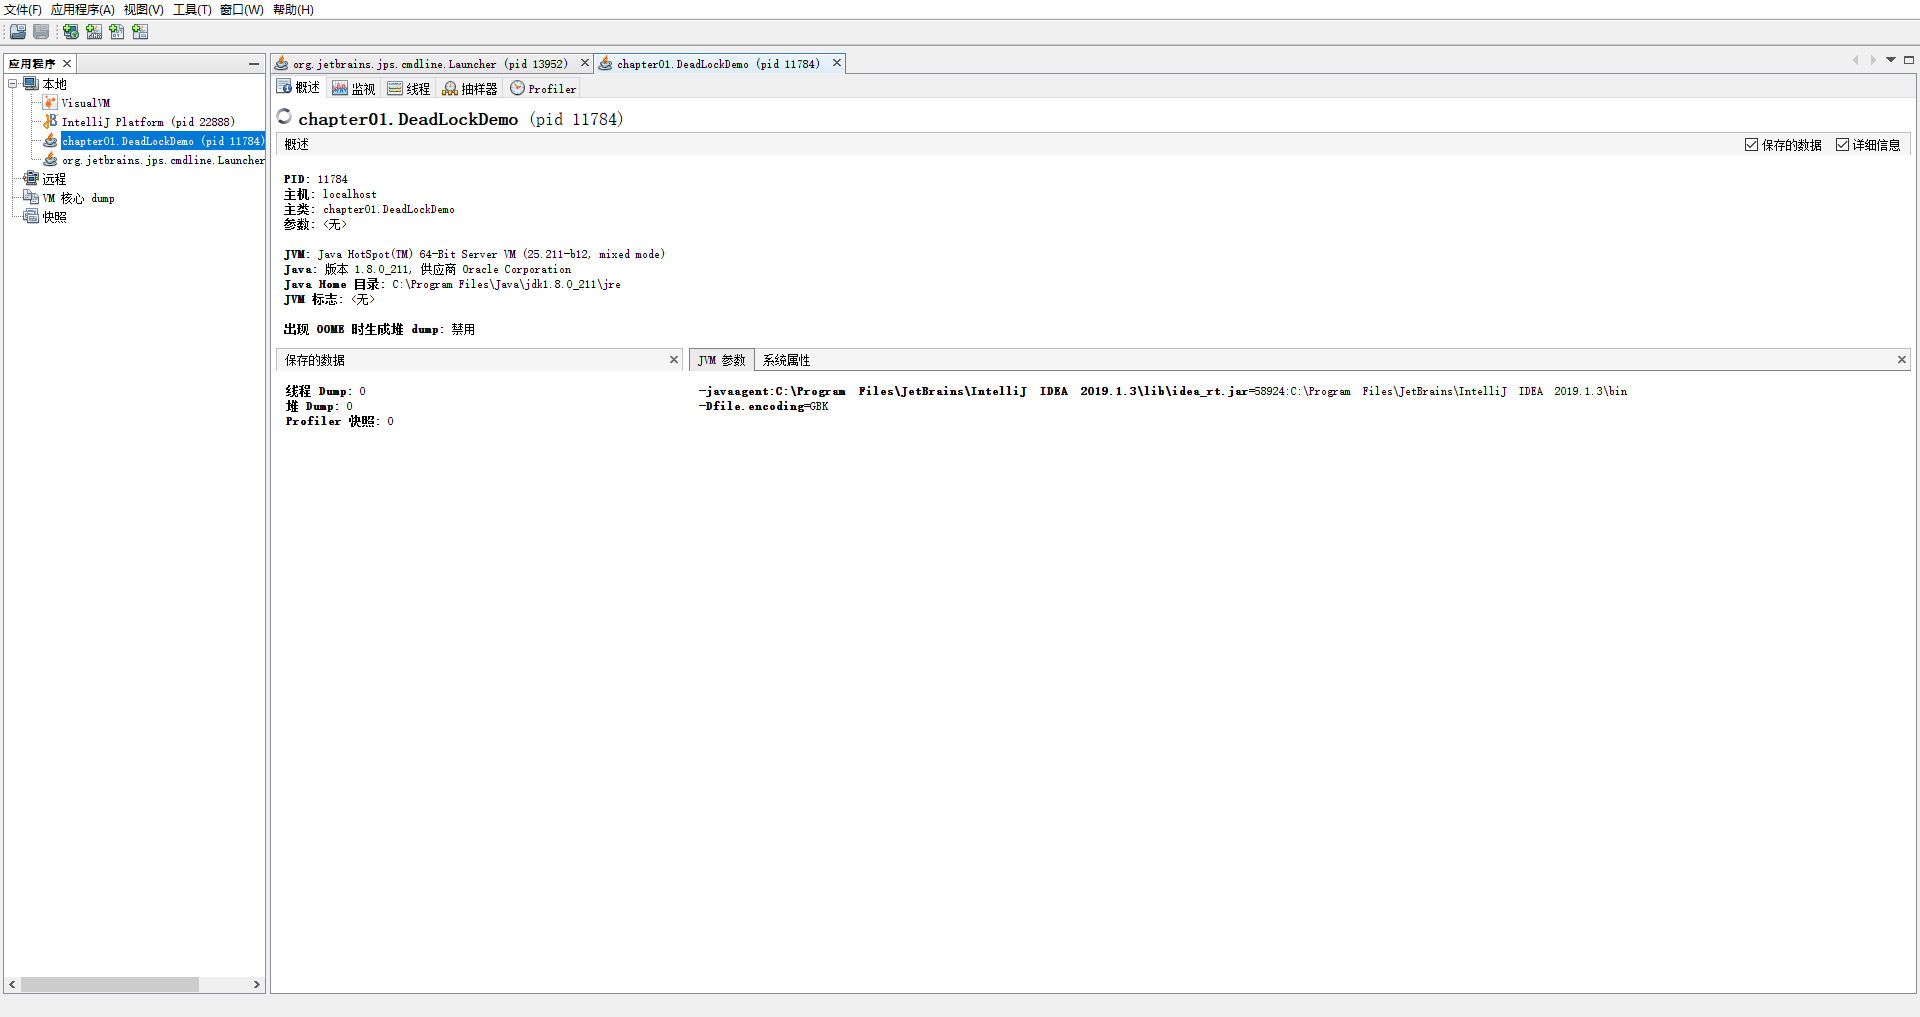 文件(F) 应用程序(A) 视图(V) 工具(T) 窗口(W) 帮助(H)
应用程序
本地
VisualVM
IntelliJ Platform (pid 22888)
chapter01.DeadLockDemo (pid 11784)
org.jetbrains.jps.cmdline.Launcher
远程
VM 核心 dump
快照
org.jetbrains.jps.cmdline.Launcher (pid 13952) chapter01.DeadLockDemo (pid 11784)
概述 监视 线程 抽样器 Profiler
chapter01.DeadLockDemo (pid 11784)
概述 保存的数据 详细信息
PID: 11784
主机: localhost
主类: chapter01.DeadLockDemo
参数: <无>
JVM: Java HotSpot(TM) 64-Bit Server VM (25.211-b12, mixed mode)
Java: 版本 1.8.0_211, 供应商 Oracle Corporation
Java Home 目录: C:\Program Files\Java\jdk1.8.0_211\jre
JVM 标志: <无>
出现 OOME 时生成堆 dump: 禁用
保存的数据
线程 Dump: 0
堆 Dump: 0
Profiler 快照: 0
JVM 参数 系统属性
-javaagent:C:\Program Files\JetBrains\IntelliJ IDEA 2019.1.3\lib\idea_rt.jar=58924:C:\Program Files\JetBrains\IntelliJ IDEA 2019.1.3\bin
-Dfile.encoding=GBK